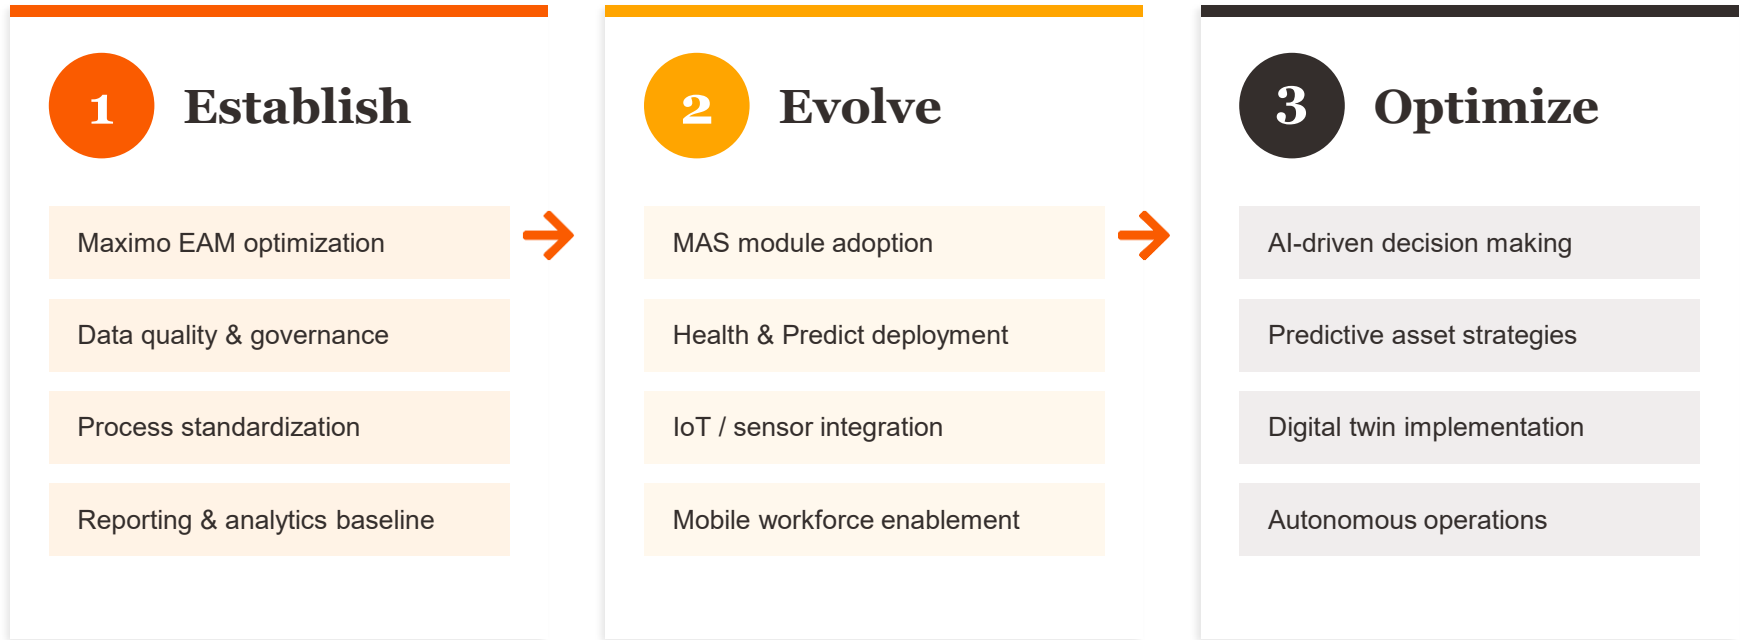 1
Establish
Maximo EAM optimization
Data quality & governance
Process standardization
Reporting & analytics baseline
2
Evolve
MAS module adoption
Health & Predict deployment
IoT / sensor integration
Mobile workforce enablement
3
Optimize
AI-driven decision making
Predictive asset strategies
Digital twin implementation
Autonomous operations